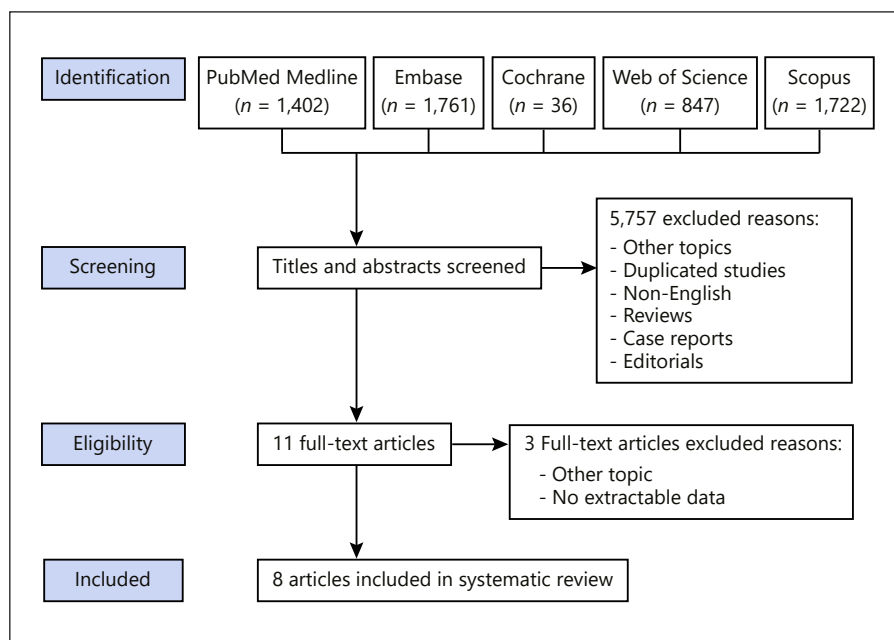 Identification
PubMed Medline
(n = 1,402)
Embase
(n = 1,761)
Cochrane
(n = 36)
Web of Science
(n = 847)
Scopus
(n = 1,722)
Screening
Titles and abstracts screened
5,757 excluded reasons:
- Other topics
- Duplicated studies
- Non-English
- Reviews
- Case reports
- Editorials
Eligibility
11 full-text articles
3 Full-text articles excluded reasons:
- Other topic
- No extractable data
Included
8 articles included in systematic review